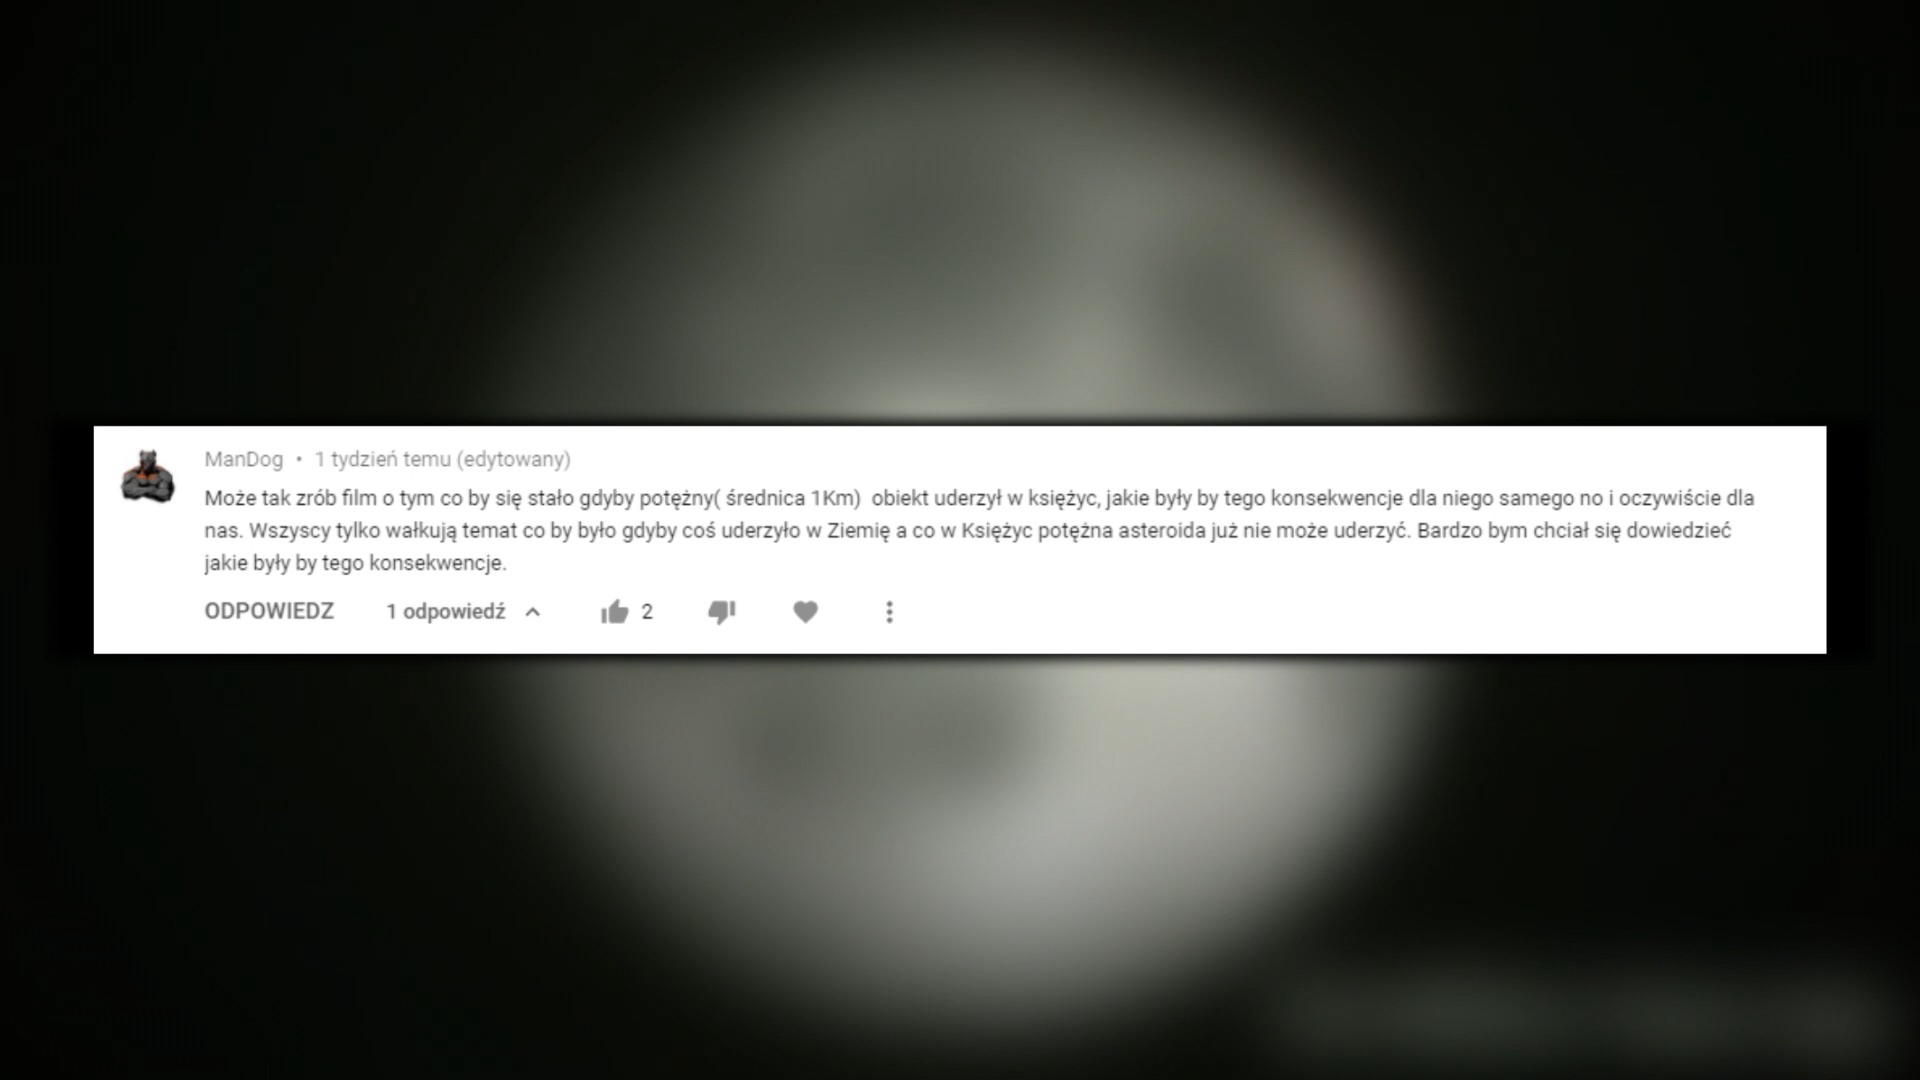 ManDog • 1 tydzień temu (edytowany)
Może tak zrób film o tym co by się stało gdyby potężny( średnica 1Km)  obiekt uderzył w księżyc, jakie były by tego konsekwencje dla niego samego no i oczywiście dla
nas. Wszyscy tylko wałkują temat co by było gdyby coś uderzyło w Ziemię a co w Księżyc potężna asteroida już nie może uderzyć. Bardzo bym chciał się dowiedzieć
jakie były by tego konsekwencje.
ODPOWIEDZ 1 odpowiedź 2